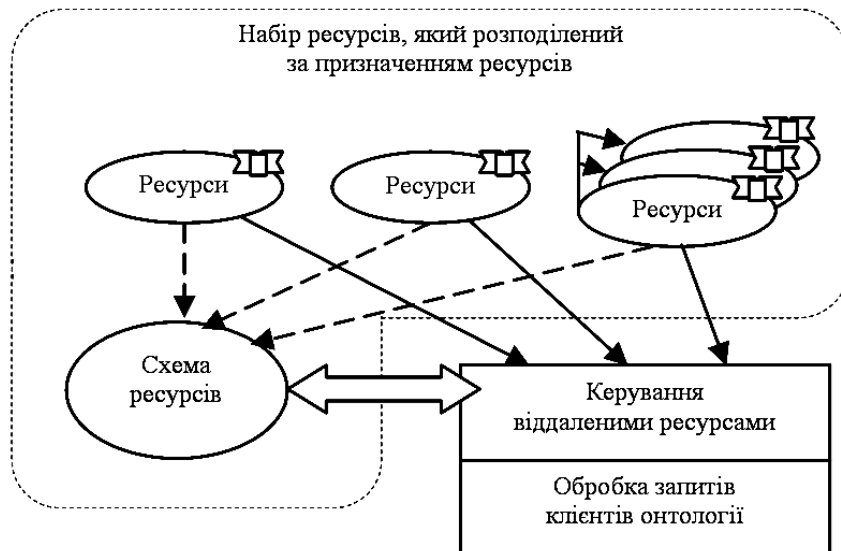 Набір ресурсів, який розподілений
за призначенням ресурсів
Ресурси
Ресурси
Ресурси
Схема
ресурсів
Керування
віддаленими ресурсами
Обробка запитів
клієнтів онтології